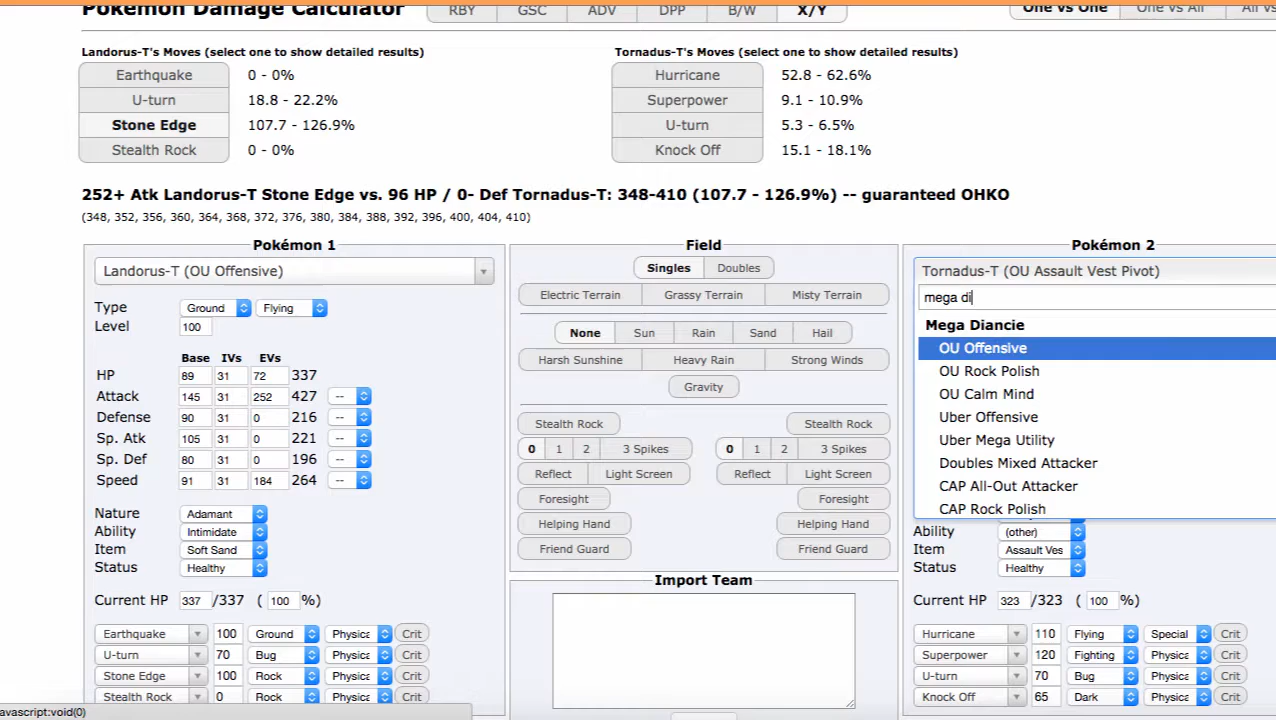 Pokémon Damage Calculator RBY GSC ADV DPP B/W X/Y One vs One One vs All All vs
Landorus-T's Moves (select one to show detailed results)
Earthquake 0 - 0%
U-turn 18.8 - 22.2%
Stone Edge 107.7 - 126.9%
Stealth Rock 0 - 0%
Tornadus-T's Moves (select one to show detailed results)
Hurricane 52.8 - 62.6%
Superpower 9.1 - 10.9%
U-turn 5.3 - 6.5%
Knock Off 15.1 - 18.1%
252+ Atk Landorus-T Stone Edge vs. 96 HP / 0- Def Tornadus-T: 348-410 (107.7 - 126.9%) -- guaranteed OHKO
(348, 352, 356, 360, 364, 368, 372, 376, 380, 384, 388, 392, 396, 400, 404, 410)
Pokémon 1
Landorus-T (OU Offensive)
Type Ground Flying
Level 100
Base IVs EVs
HP 89 31 72 337
Attack 145 31 252 427 --
Defense 90 31 0 216 --
Sp. Atk 105 31 0 221 --
Sp. Def 80 31 0 196 --
Speed 91 31 184 264 --
Nature Adamant
Ability Intimidate
Item Soft Sand
Status Healthy
Current HP 337 /337 ( 100 %)
Earthquake 100 Ground Physica Crit
U-turn 70 Bug Physica Crit
Stone Edge 100 Rock Physica Crit
Stealth Rock 0 Rock Physica Crit
Field
Singles Doubles
Electric Terrain Grassy Terrain Misty Terrain
None Sun Rain Sand Hail
Harsh Sunshine Heavy Rain Strong Winds
Gravity
Stealth Rock Stealth Rock
0 1 2 3 Spikes 0 1 2 3 Spikes
Reflect Light Screen Reflect Light Screen
Foresight Foresight
Helping Hand Helping Hand
Friend Guard Friend Guard
Import Team
Pokémon 2
Tornadus-T (OU Assault Vest Pivot)
mega di
Mega Diancie
OU Offensive
OU Rock Polish
OU Calm Mind
Uber Offensive
Uber Mega Utility
Doubles Mixed Attacker
CAP All-Out Attacker
CAP Rock Polish
Ability (other)
Item Assault Ves
Status Healthy
Current HP 323 /323 ( 100 %)
Hurricane 110 Flying Special Crit
Superpower 120 Fighting Physica Crit
U-turn 70 Bug Physica Crit
Knock Off 65 Dark Physica Crit
avascript:void(0)